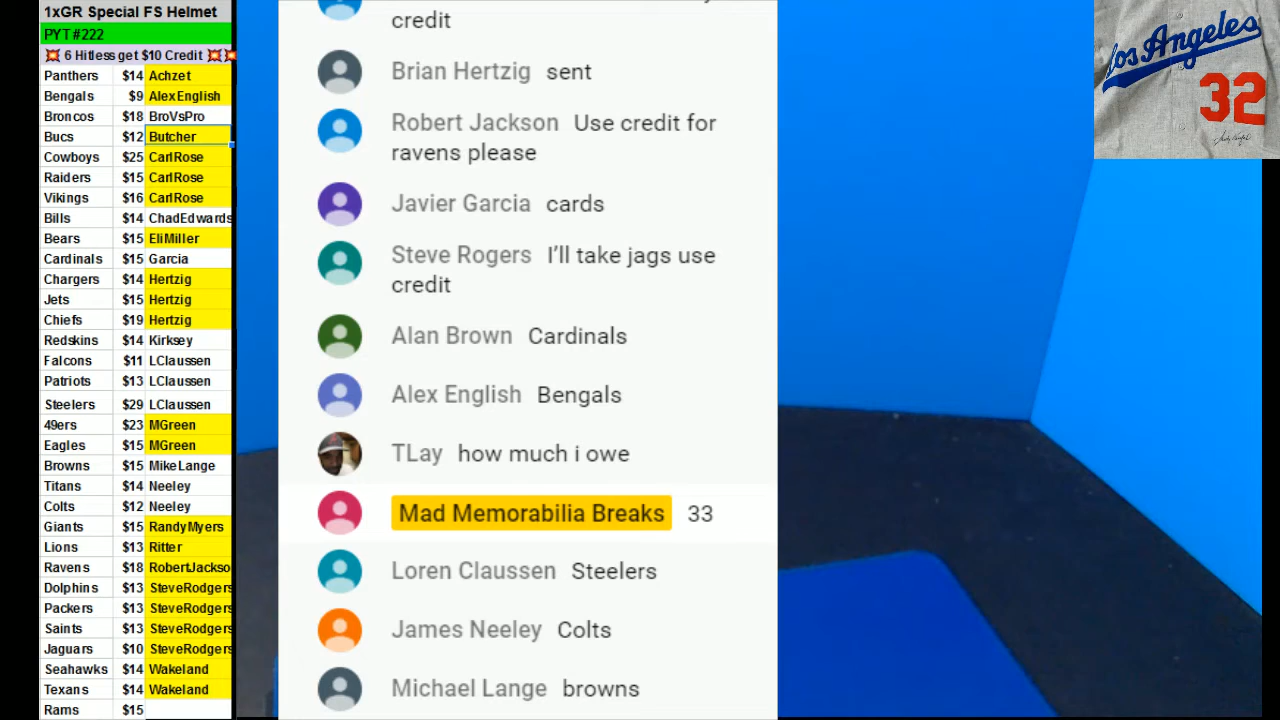 1xGR Special FS Helmet
PYT #222
💥 6 Hitless get $10 Credit 💥💥
Panthers $14 Achzet
Bengals $9 AlexEnglish
Broncos $18 BroVsPro
Bucs $12 Butcher
Cowboys $25 CarlRose
Raiders $15 CarlRose
Vikings $16 CarlRose
Bills $14 ChadEdwards
Bears $15 EliMiller
Cardinals $15 Garcia
Chargers $14 Hertzig
Jets $15 Hertzig
Chiefs $19 Hertzig
Redskins $14 Kirksey
Falcons $11 LClaussen
Patriots $13 LClaussen
Steelers $29 LClaussen
49ers $23 MGreen
Eagles $15 MGreen
Browns $15 MikeLange
Titans $14 Neeley
Colts $12 Neeley
Giants $15 RandyMyers
Lions $13 Ritter
Ravens $18 RobertJackso
Dolphins $13 SteveRodgers
Packers $13 SteveRodgers
Saints $13 SteveRodgers
Jaguars $10 SteveRodgers
Seahawks $14 Wakeland
Texans $14 Wakeland
Rams $15
credit
Brian Hertzig sent
Robert Jackson Use credit for
ravens please
Javier Garcia cards
Steve Rogers I’ll take jags use
credit
Alan Brown Cardinals
Alex English Bengals
TLay how much i owe
Mad Memorabilia Breaks 33
Loren Claussen Steelers
James Neeley Colts
Michael Lange browns
Los Angeles
32